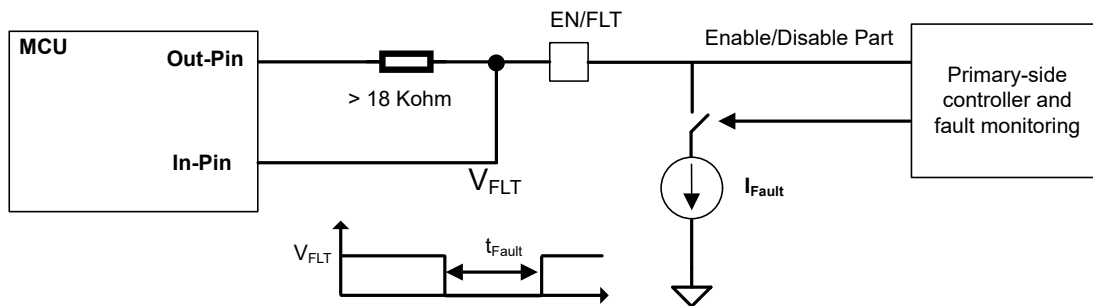 MCU
Out-Pin
> 18 Kohm
In-Pin
VFLT
EN/FLT
Enable/Disable Part
Primary-side
controller and
fault monitoring
IFault
VFLT
tFault